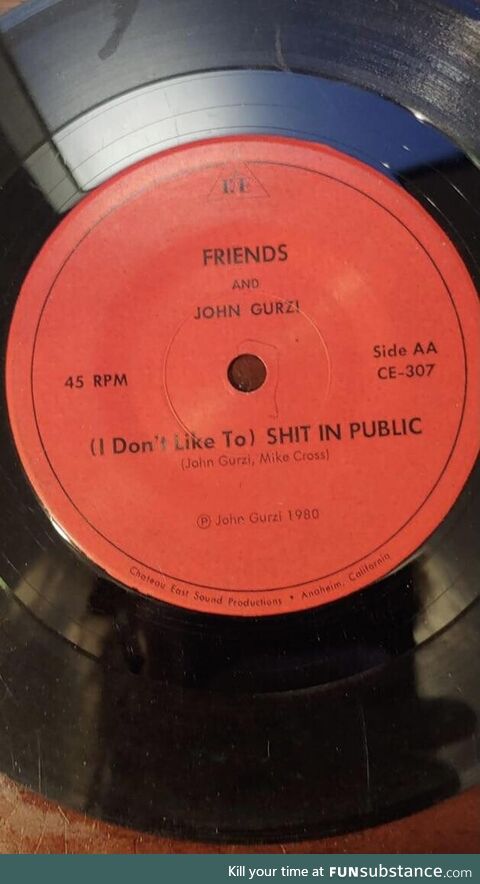 FRIENDS
AND
JOHN GURZI
45 RPM
Side AA
CE-307
(I Don't Like To) SHIT IN PUBLIC
(John Gurzi, Mike Cross)
℗ John Gurzi 1980
Chateau East Sound Productions • Anaheim, California
Kill your time at FUNsubstance.com